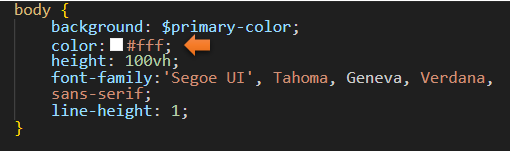 body {
background: $primary-color;
color: #fff;
height: 100vh;
font-family:'Segoe UI', Tahoma, Geneva, Verdana,
sans-serif;
line-height: 1;
}